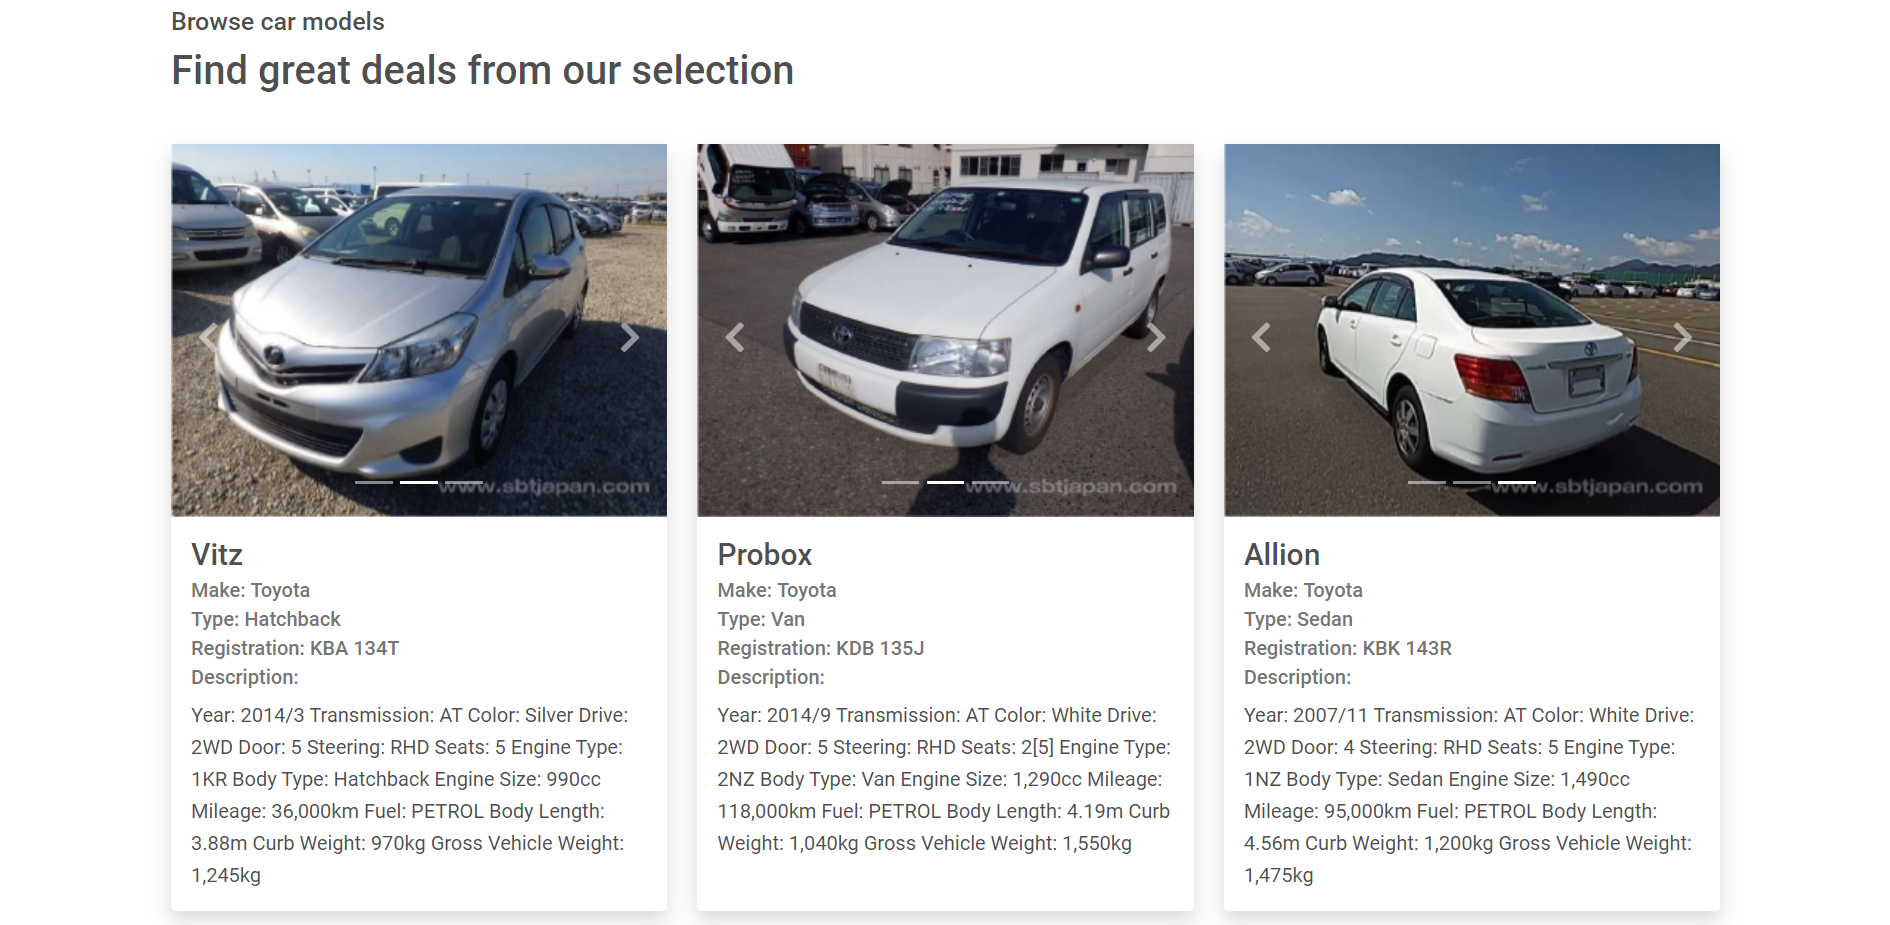 Browse car models
Find great deals from our selection
www.sbtjapan.com
www.sbtjapan.com
www.sbtjapan.com
Vitz
Make: Toyota
Type: Hatchback
Registration: KBA 134T
Description:
Year: 2014/3 Transmission: AT Color: Silver Drive:
2WD Door: 5 Steering: RHD Seats: 5 Engine Type:
1KR Body Type: Hatchback Engine Size: 990cc
Mileage: 36,000km Fuel: PETROL Body Length:
3.88m Curb Weight: 970kg Gross Vehicle Weight:
1,245kg
Probox
Make: Toyota
Type: Van
Registration: KDB 135J
Description:
Year: 2014/9 Transmission: AT Color: White Drive:
2WD Door: 5 Steering: RHD Seats: 2[5] Engine Type:
2NZ Body Type: Van Engine Size: 1,290cc Mileage:
118,000km Fuel: PETROL Body Length: 4.19m Curb
Weight: 1,040kg Gross Vehicle Weight: 1,550kg
Allion
Make: Toyota
Type: Sedan
Registration: KBK 143R
Description:
Year: 2007/11 Transmission: AT Color: White Drive:
2WD Door: 4 Steering: RHD Seats: 5 Engine Type:
1NZ Body Type: Sedan Engine Size: 1,490cc
Mileage: 95,000km Fuel: PETROL Body Length:
4.56m Curb Weight: 1,200kg Gross Vehicle Weight:
1,475kg